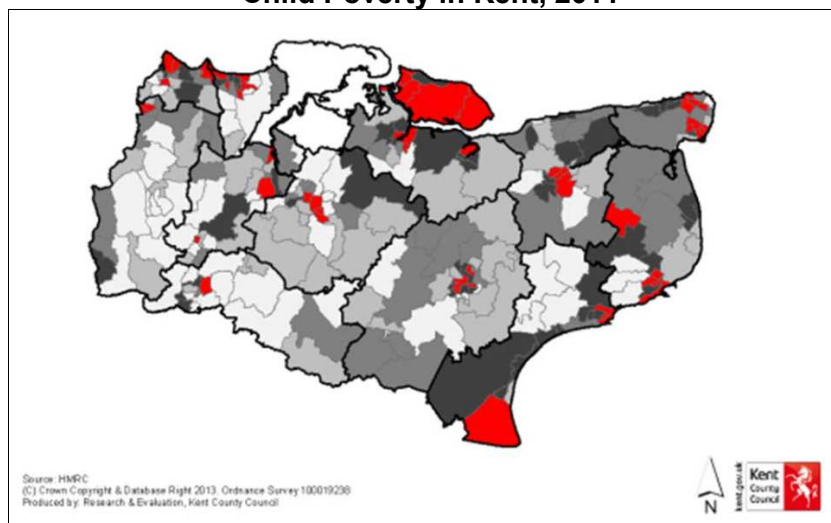 Child Poverty in Kent, 2011
Source: HMRC
(C) Crown Copyright & Database Right 2013. Ordnance Survey 100019238
Produced by: Research & Evaluation, Kent County Council
N
kent.gov.uk
Kent
County
Council